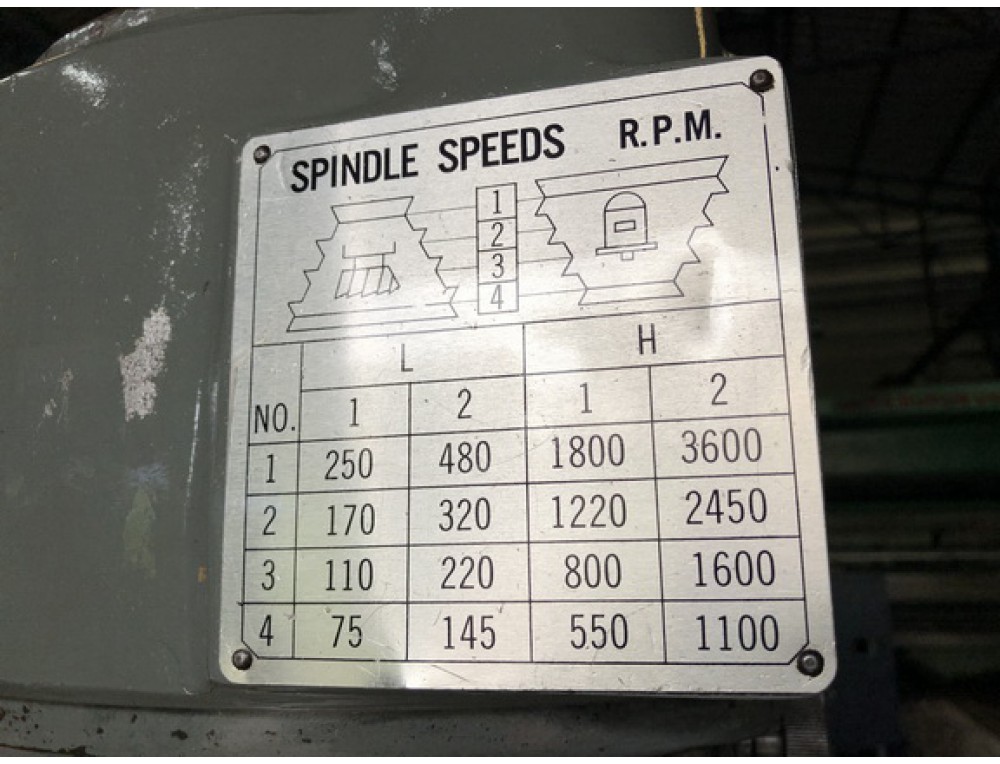 SPINDLE SPEEDS R.P.M.
1
2
3
4
L H
NO. 1 2 1 2
1 250 480 1800 3600
2 170 320 1220 2450
3 110 220 800 1600
4 75 145 550 1100